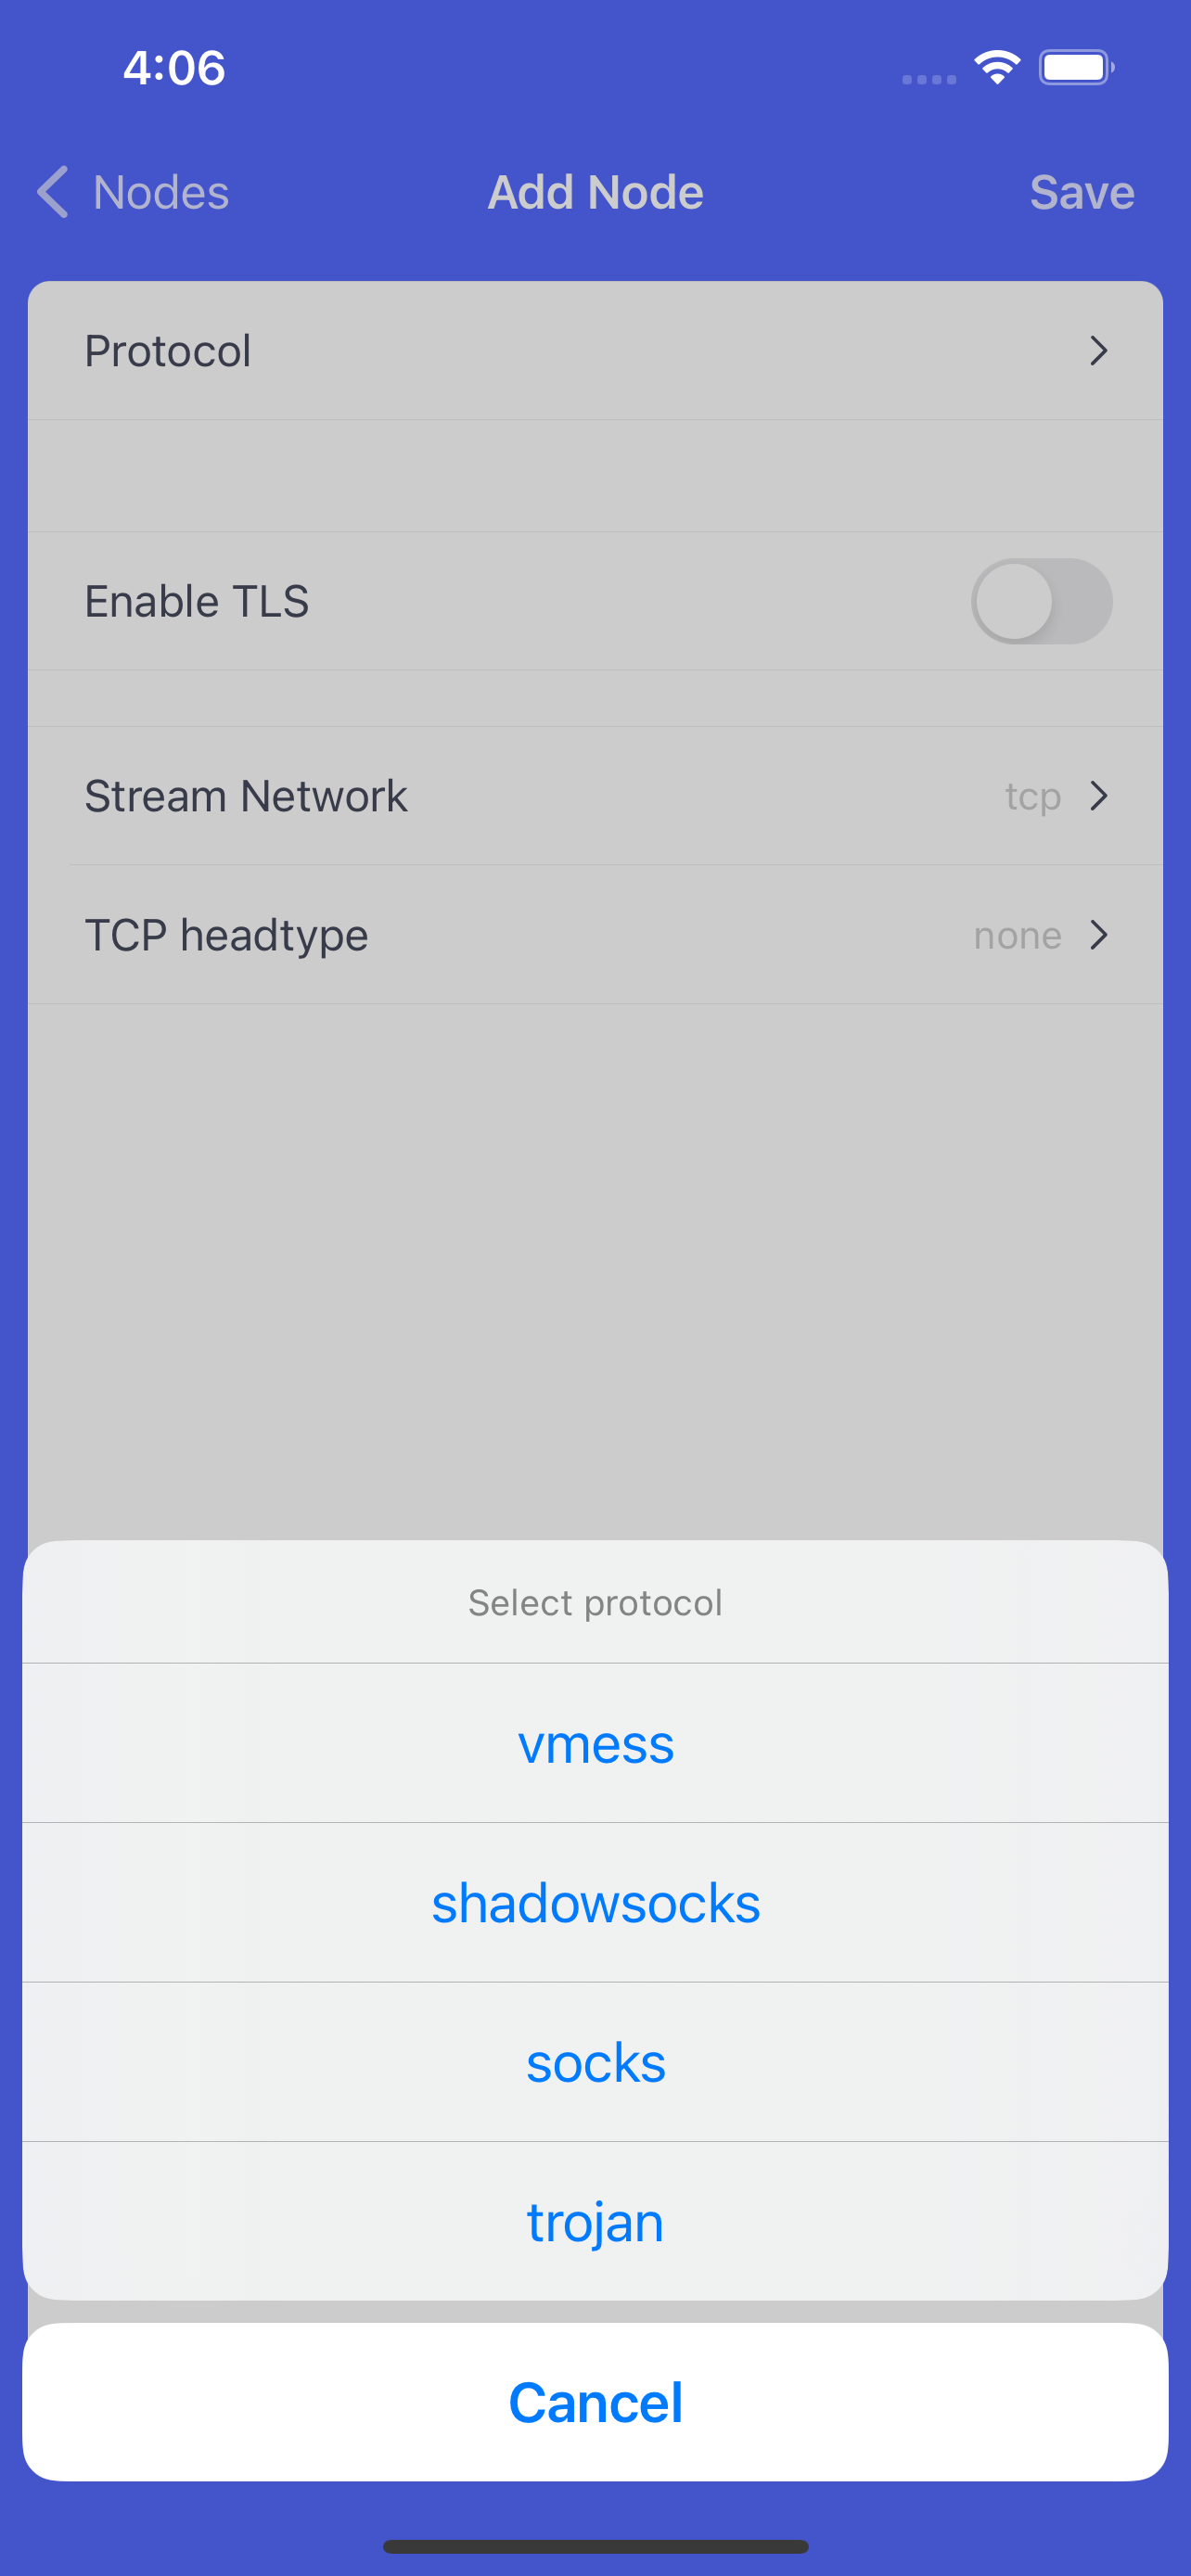 4:06
Nodes
Add Node
Save
Protocol
Enable TLS
Stream Network
tcp
TCP headtype
none
Select protocol
vmess
shadowsocks
socks
trojan
Cancel